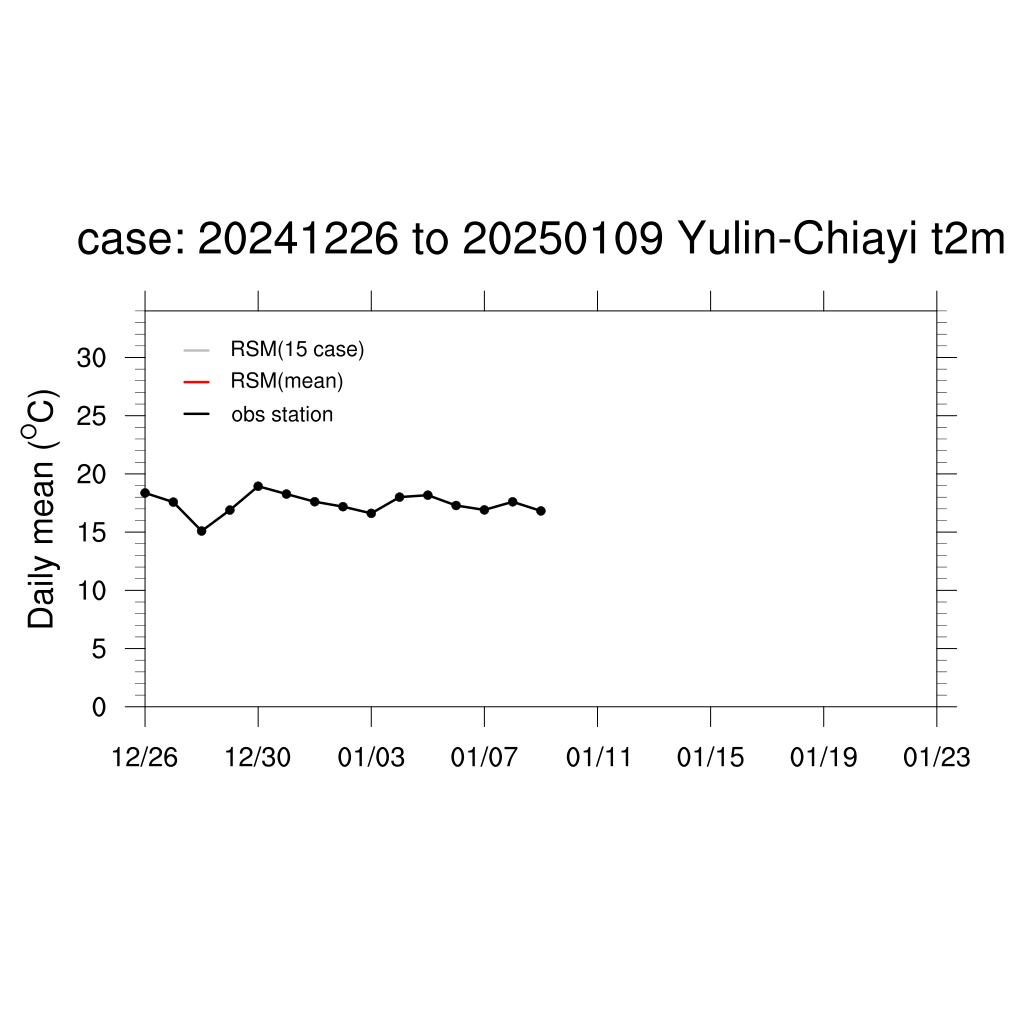 case: 20241226 to 20250109 Yulin-Chiayi t2m
RSM(15 case)
RSM(mean)
obs station
Daily mean (°C)
30
25
20
15
10
5
0
12/26 12/30 01/03 01/07 01/11 01/15 01/19 01/23